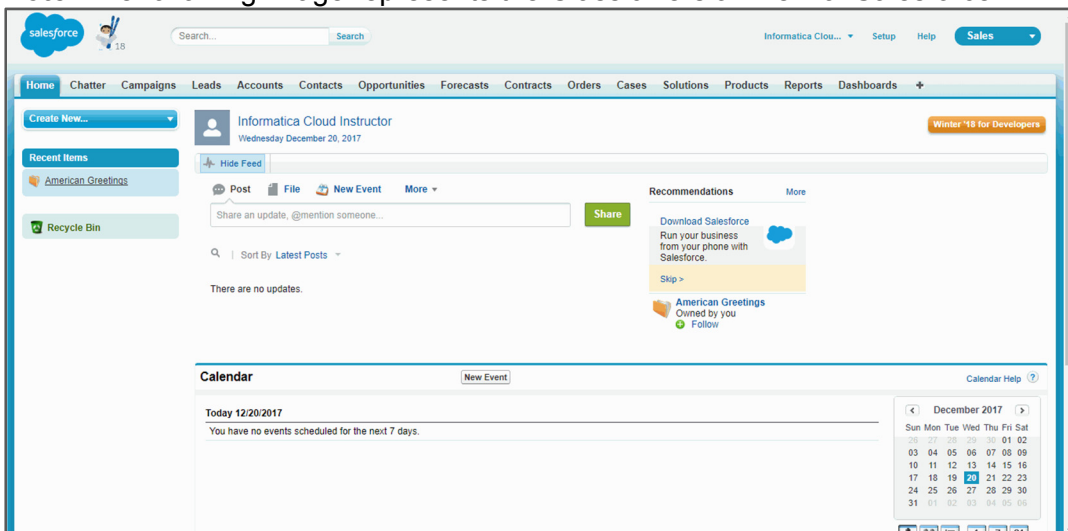 salesforce
18
Search...
Search
Informatica Clou...
Setup
Help
Sales
Home Chatter Campaigns Leads Accounts Contacts Opportunities Forecasts Contracts Orders Cases Solutions Products Reports Dashboards +
Create New...
Informatica Cloud Instructor
Wednesday December 20, 2017
Winter '18 for Developers
Recent Items
American Greetings
Recycle Bin
Hide Feed
Post File New Event More
Share an update, @mention someone...
Share
Sort By Latest Posts
There are no updates.
Recommendations More
Download Salesforce
Run your business
from your phone with
Salesforce.
Skip >
American Greetings
Owned by you
Follow
Calendar
New Event
Calendar Help ?
Today 12/20/2017
You have no events scheduled for the next 7 days.
December 2017
Sun Mon Tue Wed Thu Fri Sat
26 27 28 29 30 01 02
03 04 05 06 07 08 09
10 11 12 13 14 15 16
17 18 19 20 21 22 23
24 25 26 27 28 29 30
31 01 02 03 04 05 06